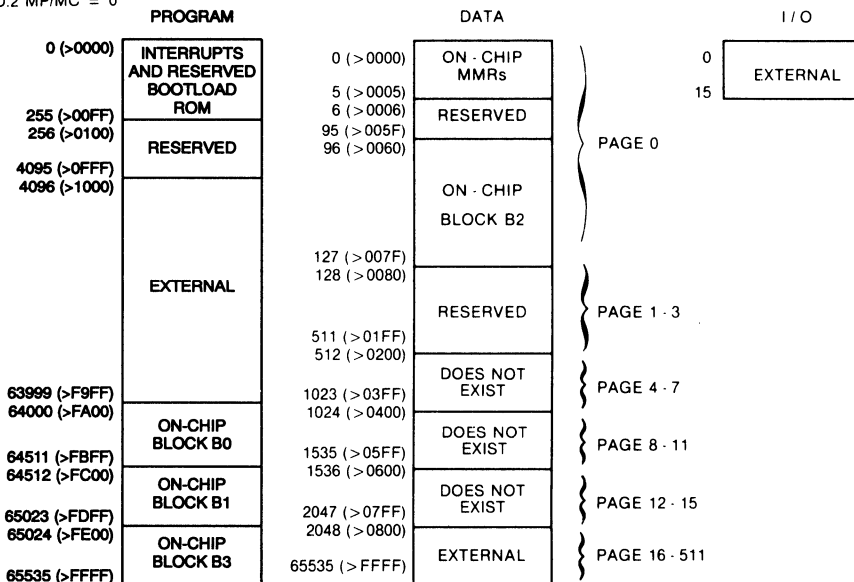 MP/MC = 0
PROGRAM
0 (>0000)
INTERRUPTS
AND RESERVED
BOOTLOAD
ROM
255 (>00FF)
256 (>0100)
RESERVED
4095 (>0FFF)
4096 (>1000)
EXTERNAL
63999 (>F9FF)
64000 (>FA00)
ON-CHIP
BLOCK B0
64511 (>FBFF)
64512 (>FC00)
ON-CHIP
BLOCK B1
65023 (>FDFF)
65024 (>FE00)
ON-CHIP
BLOCK B3
65535 (>FFFF)
DATA
0 (>0000)
ON - CHIP
MMRs
5 (>0005)
6 (>0006)
RESERVED
95 (>005F)
96 (>0060)
ON - CHIP
BLOCK B2
127 (>007F)
PAGE 0
128 (>0080)
RESERVED
511 (>01FF)
PAGE 1 - 3
512 (>0200)
DOES NOT
EXIST
1023 (>03FF)
PAGE 4 - 7
1024 (>0400)
DOES NOT
EXIST
1535 (>05FF)
PAGE 8 - 11
1536 (>0600)
DOES NOT
EXIST
2047 (>07FF)
PAGE 12 - 15
2048 (>0800)
EXTERNAL
65535 (>FFFF)
PAGE 16 - 511
I / O
0
EXTERNAL
15